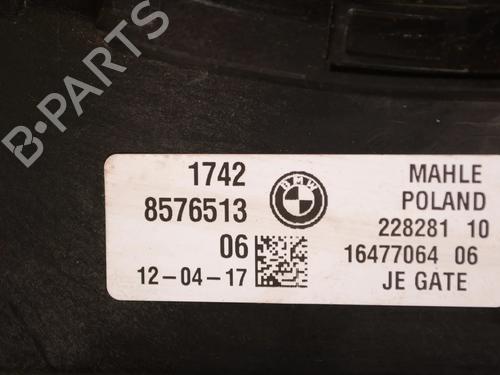 B-PARTS
1742
8576513
06
12-04-17
BMW
MAHLE
POLAND
228281 10
16477064 06
JE GATE